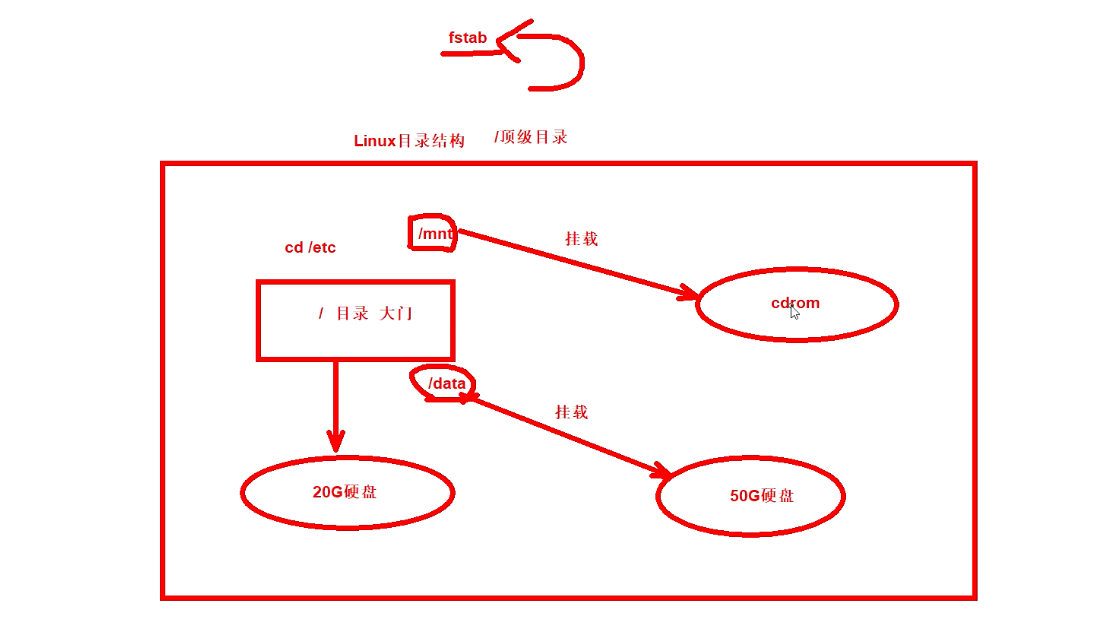 fstab
Linux目录结构 /顶级目录
/mnt
挂载
cd /etc
cdrom
/ 目录 大门
/data
挂载
20G硬盘
50G硬盘